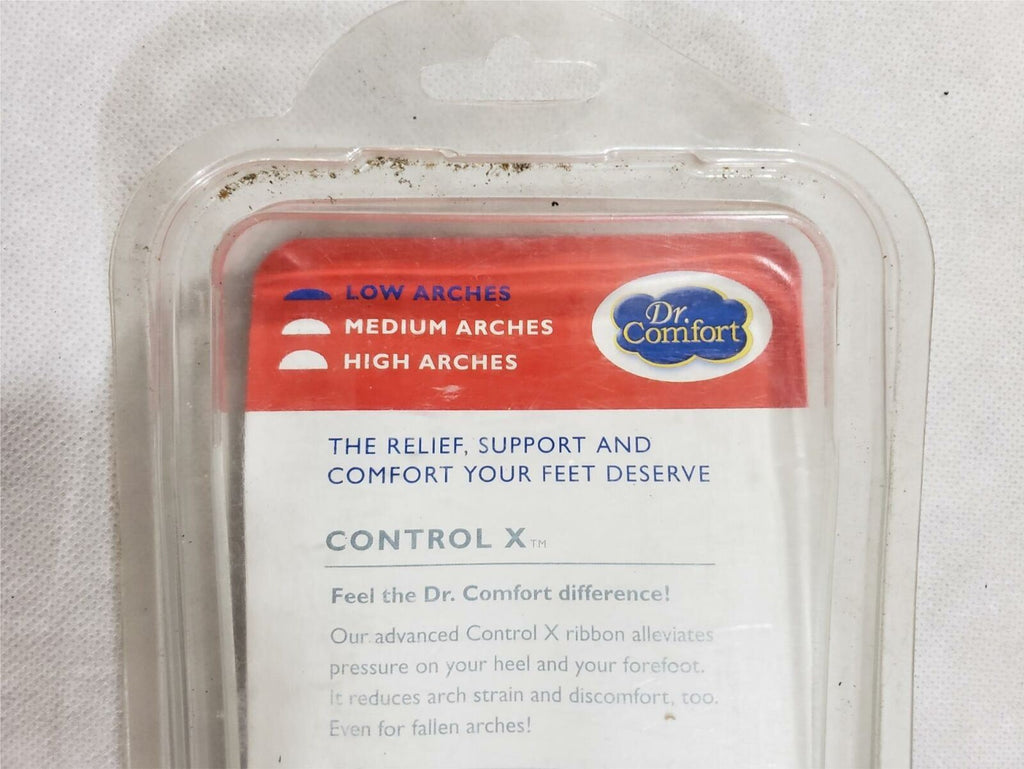 LOW ARCHES
MEDIUM ARCHES
HIGH ARCHES
Dr.
Comfort
THE RELIEF, SUPPORT AND
COMFORT YOUR FEET DESERVE
CONTROL X™
Feel the Dr. Comfort difference!
Our advanced Control X ribbon alleviates
pressure on your heel and your forefoot.
It reduces arch strain and discomfort, too.
Even for fallen arches!